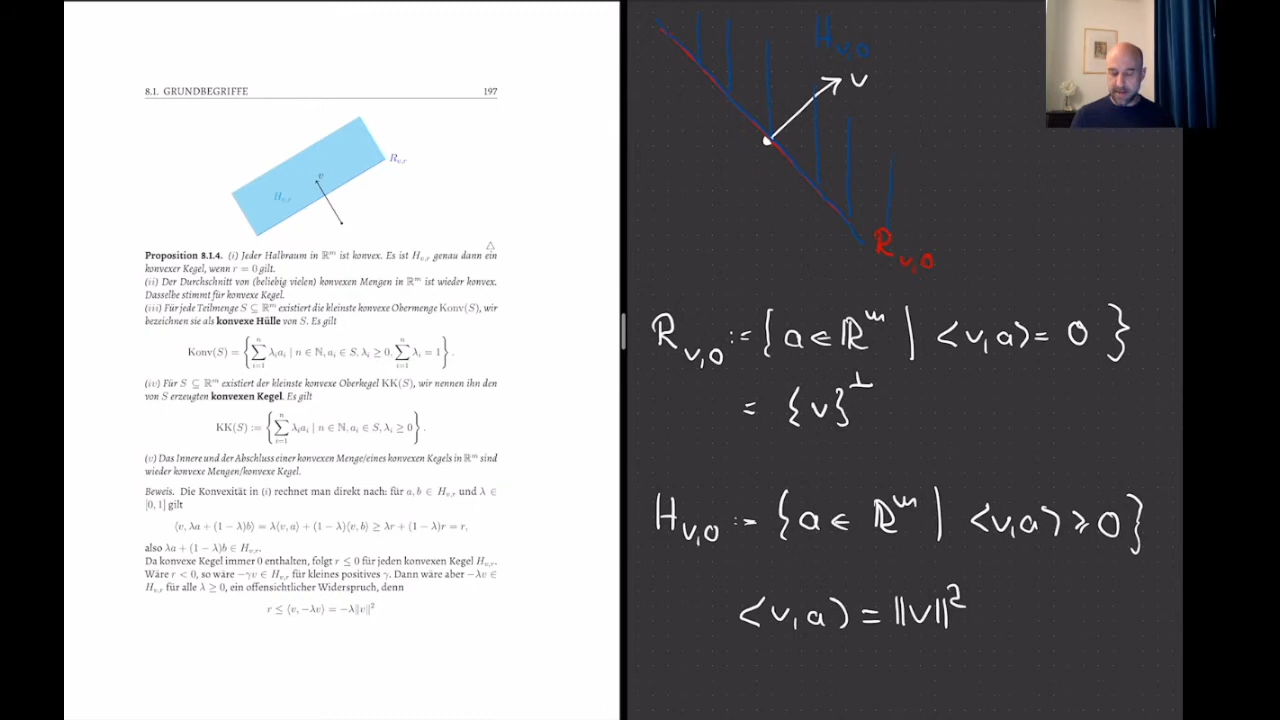 8.1. GRUNDBEGRIFFE 197
R_{v,r}
v
H_{v,r}
△
Proposition 8.1.4. (i) Jeder Halbraum in ℝ^m ist konvex. Es ist H_{v,r} genau dann ein
konvexer Kegel, wenn r = 0 gilt.
(ii) Der Durchschnitt von (beliebig vielen) konvexen Mengen in ℝ^m ist wieder konvex.
Dasselbe stimmt für konvexe Kegel.
(iii) Für jede Teilmenge S ⊆ ℝ^m existiert die kleinste konvexe Obermenge Konv(S), wir
bezeichnen sie als konvexe Hülle von S. Es gilt
Konv(S) = { ∑_{i=1}^{n} λ_i a_i | n ∈ ℕ, a_i ∈ S, λ_i ≥ 0, ∑_{i=1}^{n} λ_i = 1 }.
(iv) Für S ⊆ ℝ^m existiert der kleinste konvexe Oberkegel KK(S), wir nennen ihn den
von S erzeugten konvexen Kegel. Es gilt
KK(S) := { ∑_{i=1}^{n} λ_i a_i | n ∈ ℕ, a_i ∈ S, λ_i ≥ 0 }.
(v) Das Innere und der Abschluss einer konvexen Menge/eines konvexen Kegels in ℝ^m sind
wieder konvexe Mengen/konvexe Kegel.
Beweis. Die Konvexität in (i) rechnet man direkt nach: für a, b ∈ H_{v,r} und λ ∈
[0, 1] gilt
⟨v, λa + (1 − λ)b⟩ = λ⟨v, a⟩ + (1 − λ)⟨v, b⟩ ≥ λr + (1 − λ)r = r,
also λa + (1 − λ)b ∈ H_{v,r}.
Da konvexe Kegel immer 0 enthalten, folgt r ≤ 0 für jeden konvexen Kegel H_{v,r}.
Wäre r < 0, so wäre −γv ∈ H_{v,r} für kleines positives γ. Dann wäre aber −λv ∈
H_{v,r} für alle λ ≥ 0, ein offensichtlicher Widerspruch, denn
r ≤ ⟨v, −λv⟩ = −λ‖v‖²
H_{v,0}
v
R_{v,0}
R_{v,0} := { a ∈ ℝ^m | <v,a> = 0 }
= {v}^⊥
H_{v,0} := { a ∈ ℝ^m | <v,a> ≥ 0 }
<v,a> = ‖v‖²